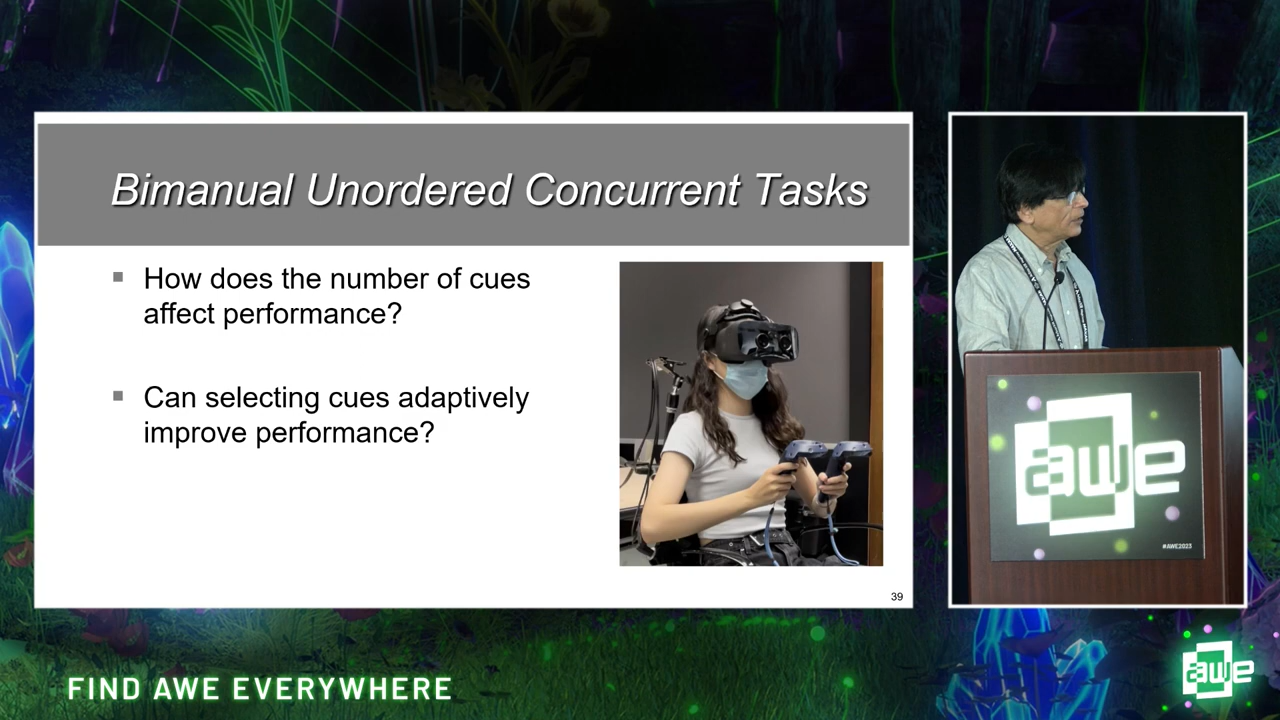 Bimanual Unordered Concurrent Tasks
▪ How does the number of cues
affect performance?
▪ Can selecting cues adaptively
improve performance?
39
awe
#AWE2023
FIND AWE EVERYWHERE
awe